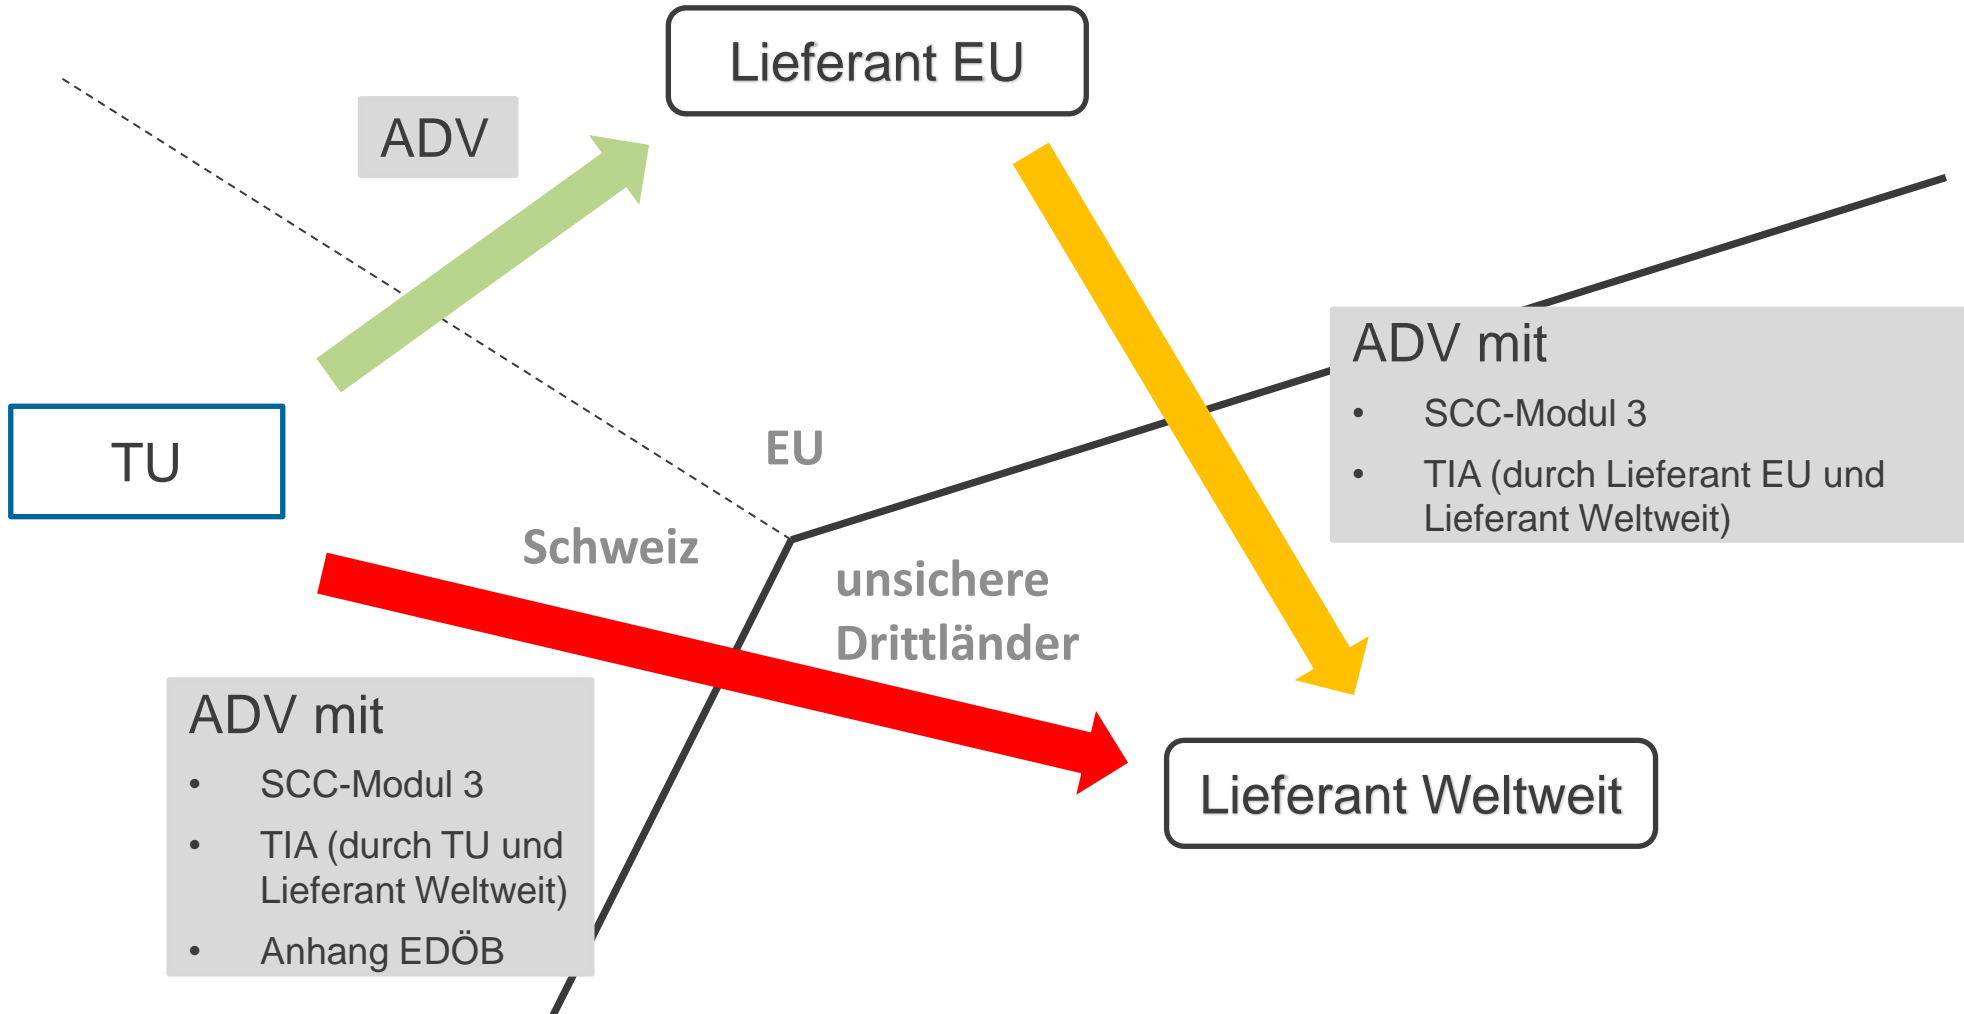 Lieferant EU
ADV
ADV mit
• SCC-Modul 3
• TIA (durch Lieferant EU und
Lieferant Weltweit)
TU
EU
Schweiz
unsichere
Drittländer
ADV mit
• SCC-Modul 3
• TIA (durch TU und
Lieferant Weltweit)
• Anhang EDÖB
Lieferant Weltweit